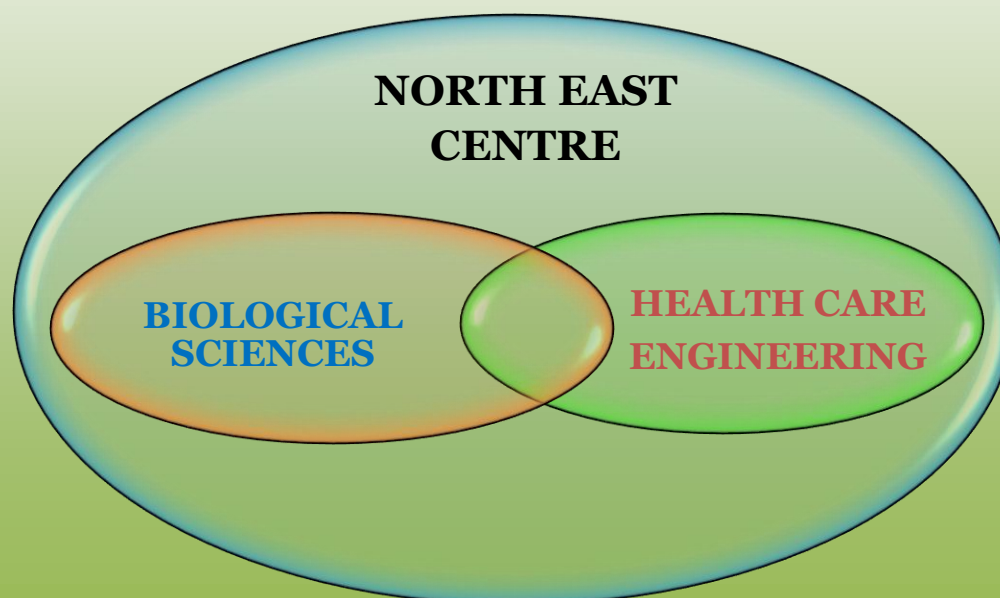 NORTH EAST
CENTRE
BIOLOGICAL
SCIENCES
HEALTH CARE
ENGINEERING